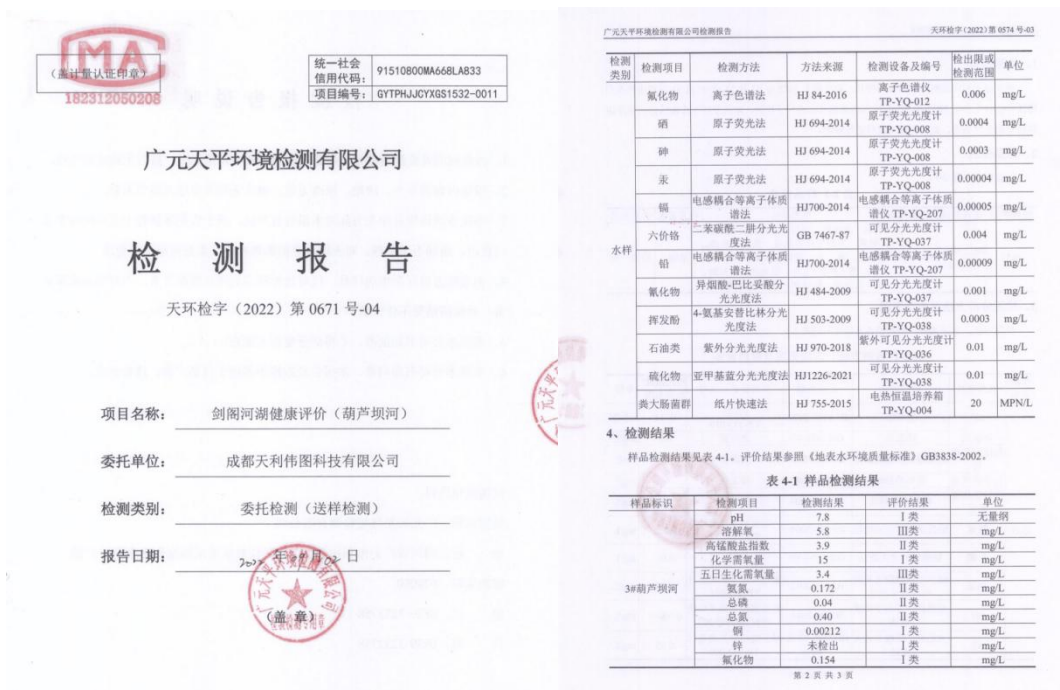 MA
(盖计量认证印章)
182312050208
统一社会信用代码: 91510800MA668LA833
项目编号: GYTPHJJCYXGS1532-0011
广元天平环境检测有限公司
检 测 报 告
天环检字(2022)第 0671 号-04
项目名称: 剑阁河湖健康评价(葫芦坝河)
委托单位: 成都天利伟图科技有限公司
检测类别: 委托检测(送样检测)
报告日期: 2022 年 月 02 日
(盖 章)
广元天平环境检测有限公司检测报告 天环检字(2022)第 0574 号-03
检测类别 检测项目 检测方法 方法来源 检测设备及编号 检出限或检测范围 单位
水样
氟化物 离子色谱法 HJ 84-2016 离子色谱仪 TP-YQ-012 0.006 mg/L
硒 原子荧光法 HJ 694-2014 原子荧光光度计 TP-YQ-008 0.0004 mg/L
砷 原子荧光法 HJ 694-2014 原子荧光光度计 TP-YQ-008 0.0003 mg/L
汞 原子荧光法 HJ 694-2014 原子荧光光度计 TP-YQ-008 0.00004 mg/L
镉 电感耦合等离子体质谱法 HJ700-2014 电感耦合等离子体质谱仪 TP-YQ-207 0.00005 mg/L
六价铬 二苯碳酰二肼分光光度法 GB 7467-87 可见分光光度计 TP-YQ-037 0.004 mg/L
铅 电感耦合等离子体质谱法 HJ700-2014 电感耦合等离子体质谱仪 TP-YQ-207 0.00009 mg/L
氰化物 异烟酸-巴比妥酸分光光度法 HJ 484-2009 可见分光光度计 TP-YQ-037 0.001 mg/L
挥发酚 4-氨基安替比林分光光度法 HJ 503-2009 可见分光光度计 TP-YQ-038 0.0003 mg/L
石油类 紫外分光光度法 HJ 970-2018 紫外可见分光光度计 TP-YQ-036 0.01 mg/L
硫化物 亚甲基蓝分光光度法 HJ1226-2021 可见分光光度计 TP-YQ-038 0.01 mg/L
粪大肠菌群 纸片快速法 HJ 755-2015 电热恒温培养箱 TP-YQ-004 20 MPN/L
4、检测结果
样品检测结果见表 4-1。评价结果参照《地表水环境质量标准》GB3838-2002。
表 4-1 样品检测结果
样品标识 检测项目 检测结果 评价结果 单位
3#葫芦坝河
pH 7.8 Ⅰ类 无量纲
溶解氧 5.8 Ⅲ类 mg/L
高锰酸盐指数 3.9 Ⅱ类 mg/L
化学需氧量 15 Ⅰ类 mg/L
五日生化需氧量 3.4 Ⅲ类 mg/L
氨氮 0.172 Ⅱ类 mg/L
总磷 0.04 Ⅱ类 mg/L
总氮 0.40 Ⅱ类 mg/L
铜 0.00212 Ⅰ类 mg/L
锌 未检出 Ⅰ类 mg/L
氟化物 0.154 Ⅰ类 mg/L
第 2 页 共 3 页